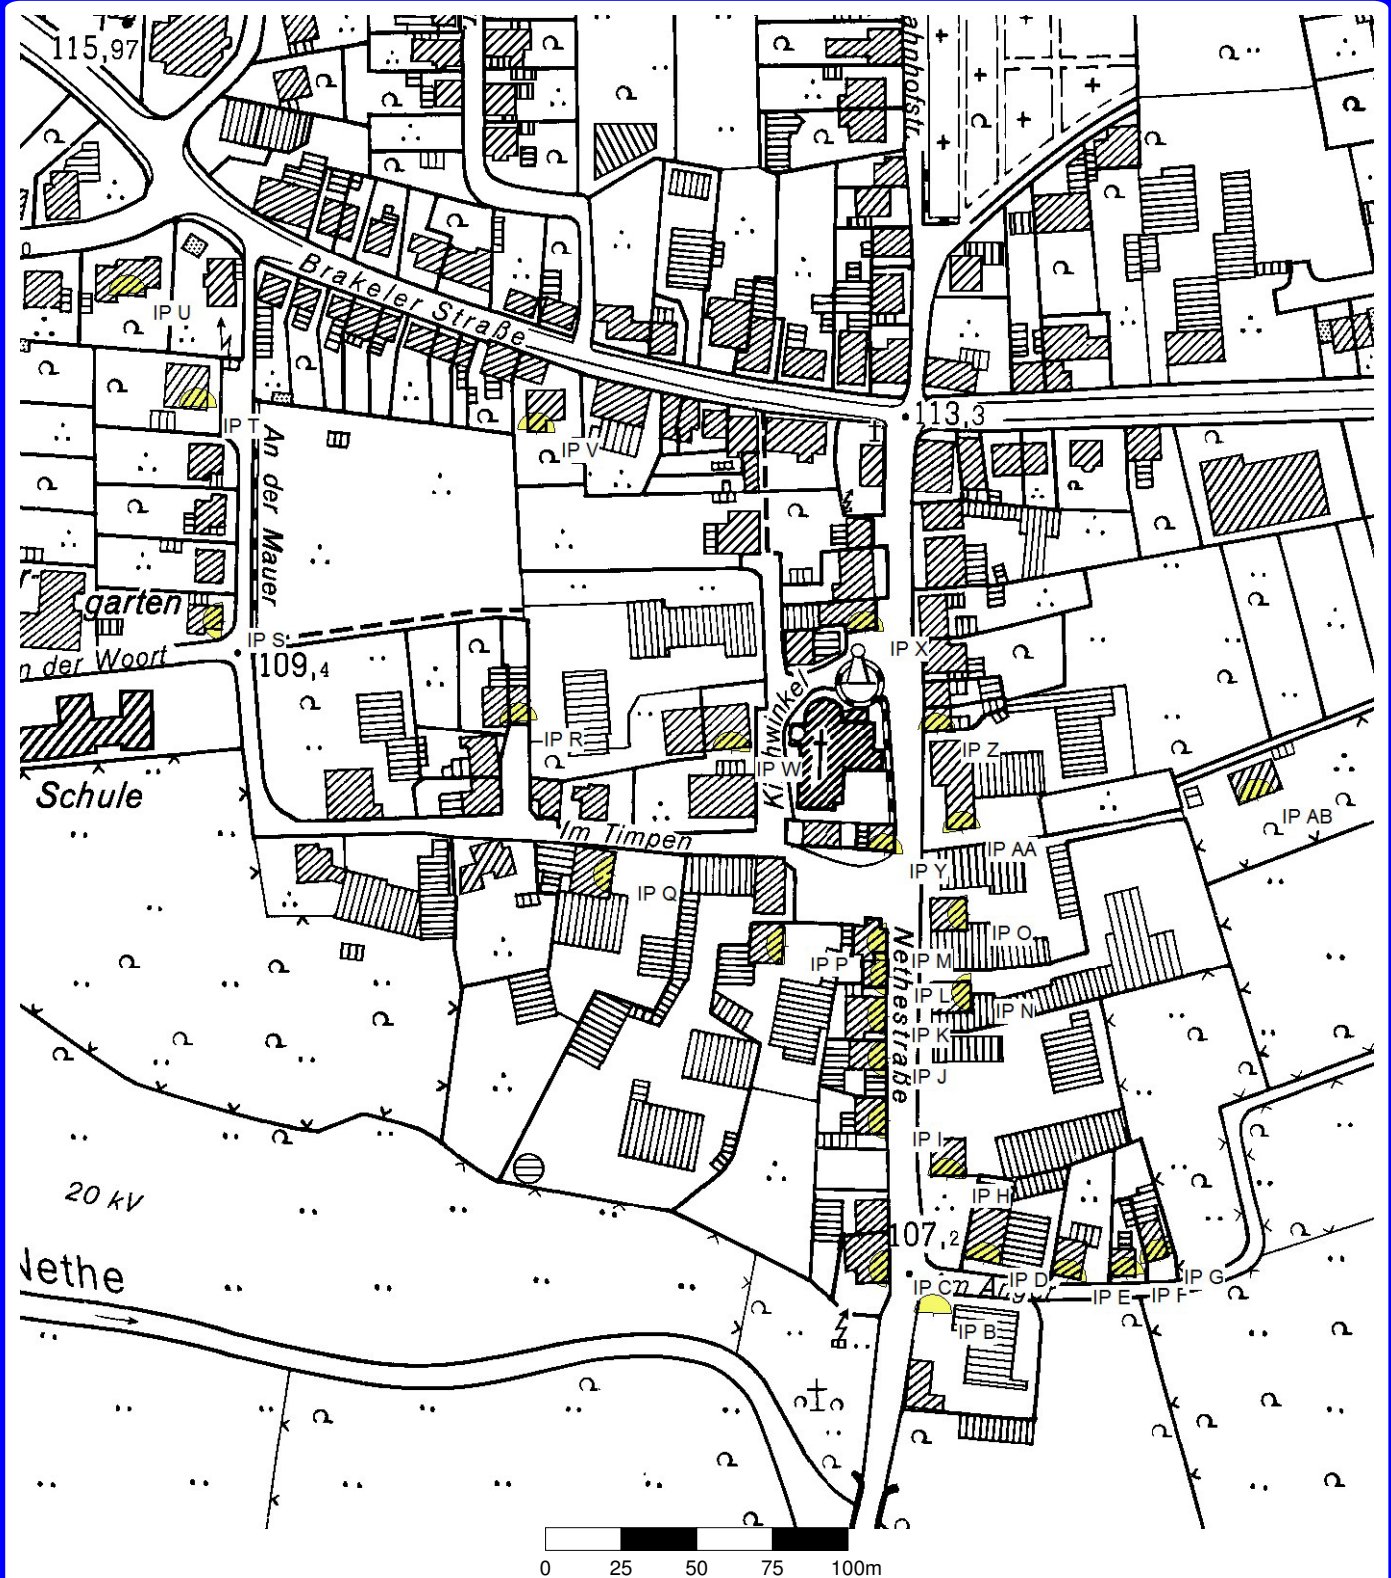 115,97
ahnhofstr.
Brakeler Straße
IP U
113,3
IP T
IP V
An der Mauer
garten
IP S
n der Woort
109,4
IP X
Kirchwinkel
IP R
IP Z
IP W
Schule
IP AB
Im Timpen
IP AA
IP Y
IP Q
IP O
Nethestraße
IP P
IP M
IP L
IP N
IP K
IP J
IP I
20 kV
IP H
107,2
Nethe
IP G
IP D
IP C
m Anger
IP E
IP F
IP B
0 25 50 75 100m